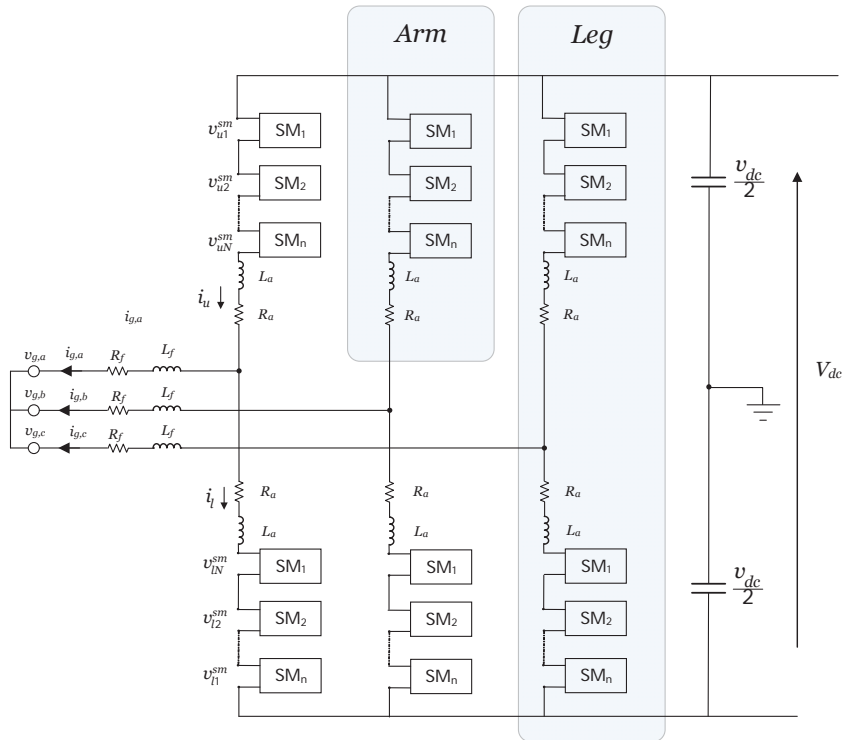 Arm Leg
v_{u1}^{sm} SM₁ SM₁ SM₁
v_{u2}^{sm} SM₂ SM₂ SM₂ v_{dc}/2
v_{uN}^{sm} SMₙ SMₙ SMₙ
L_a L_a L_a
i_u R_a R_a R_a
i_{g,a}
v_{g,a} i_{g,a} R_f L_f V_{dc}
v_{g,b} i_{g,b} R_f L_f
v_{g,c} i_{g,c} R_f L_f
i_l R_a R_a R_a
L_a L_a L_a
v_{lN}^{sm} SM₁ SM₁ SM₁ v_{dc}/2
v_{l2}^{sm} SM₂ SM₂ SM₂
v_{l1}^{sm} SMₙ SMₙ SMₙ